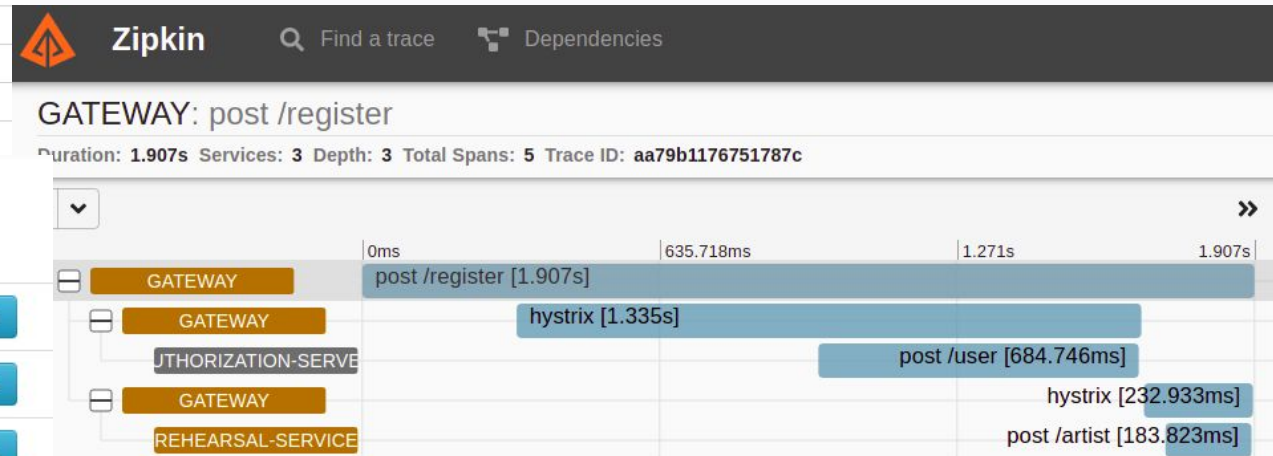 Zipkin Find a trace Dependencies
GATEWAY: post /register
Duration: 1.907s Services: 3 Depth: 3 Total Spans: 5 Trace ID: aa79b1176751787c
0ms 635.718ms 1.271s 1.907s
GATEWAY post /register [1.907s]
GATEWAY hystrix [1.335s]
UTHORIZATION-SERVE post /user [684.746ms]
GATEWAY hystrix [232.933ms]
REHEARSAL-SERVICE post /artist [183.823ms]